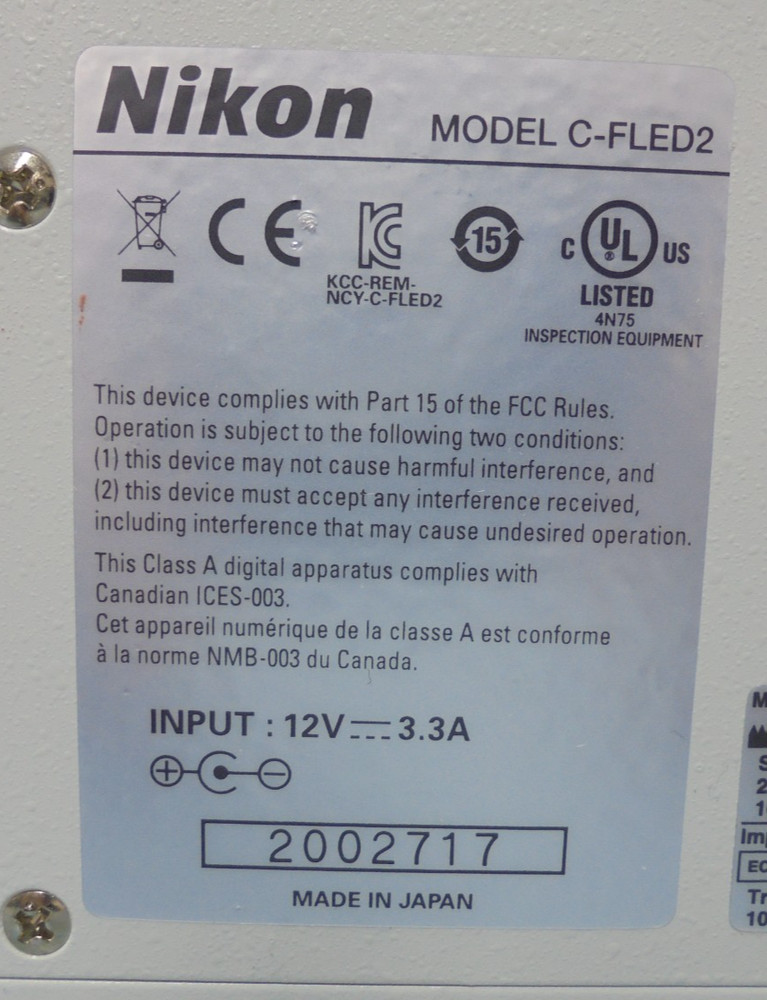 Nikon MODEL C-FLED2
CE
KC
KCC-REM-
NCY-C-FLED2
15
C UL US
®
LISTED
4N75
INSPECTION EQUIPMENT
This device complies with Part 15 of the FCC Rules.
Operation is subject to the following two conditions:
(1) this device may not cause harmful interference, and
(2) this device must accept any interference received,
including interference that may cause undesired operation.
This Class A digital apparatus complies with
Canadian ICES-003.
Cet appareil numérique de la classe A est conforme
à la norme NMB-003 du Canada.
INPUT : 12V⎓3.3A
2002717
MADE IN JAPAN